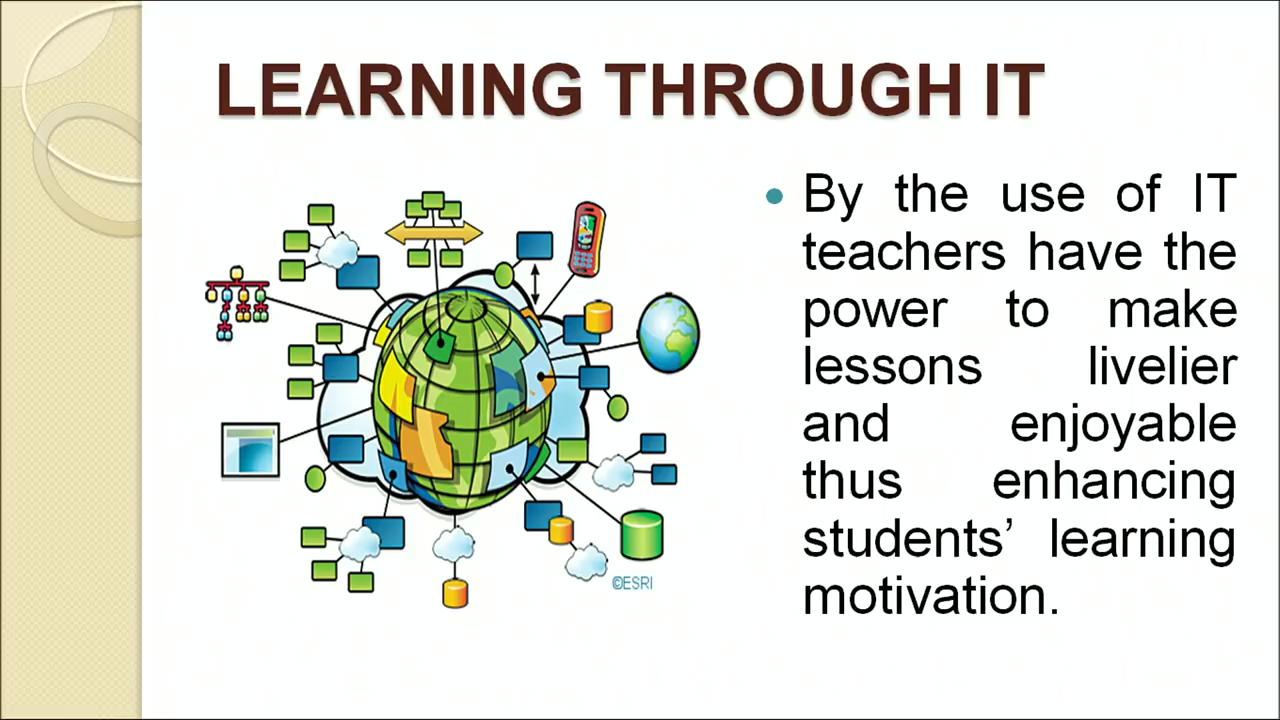 LEARNING THROUGH IT
• By the use of IT
teachers have the
power to make
lessons livelier
and enjoyable
thus enhancing
students’ learning
motivation.
©ESRI